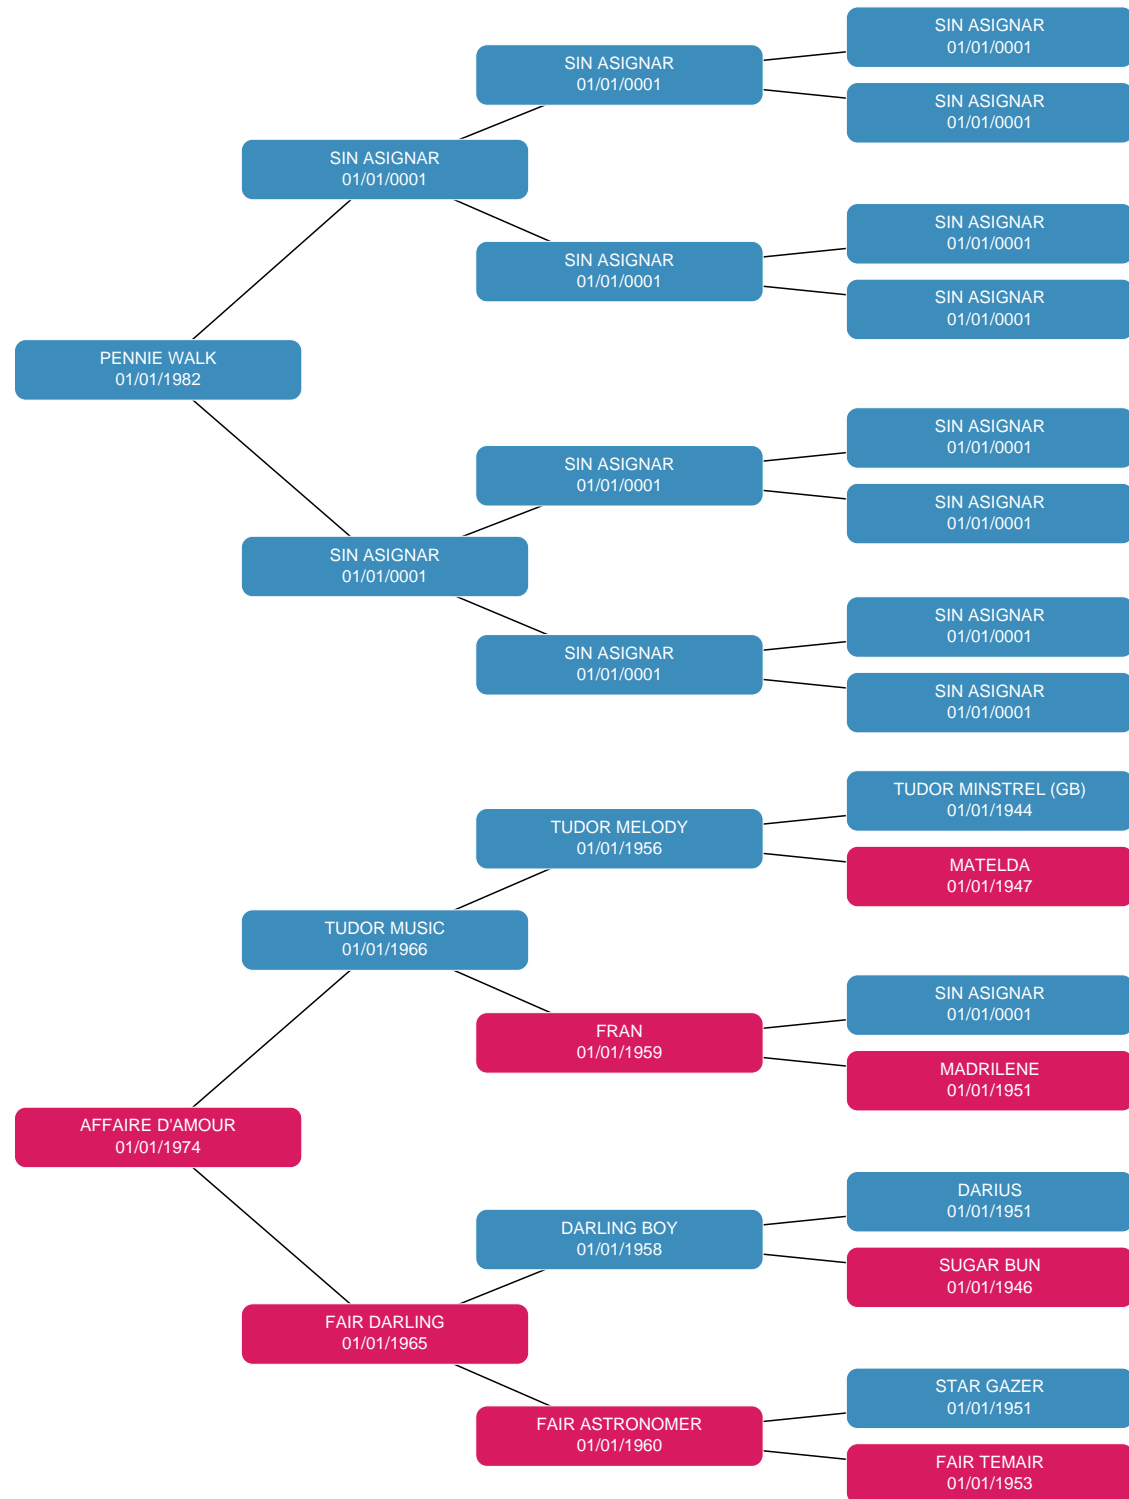 SIN ASIGNAR
01/01/0001
SIN ASIGNAR
01/01/0001
SIN ASIGNAR
01/01/0001
SIN ASIGNAR
01/01/0001
SIN ASIGNAR
01/01/0001
SIN ASIGNAR
01/01/0001
SIN ASIGNAR
01/01/0001
PENNIE WALK
01/01/1982
SIN ASIGNAR
01/01/0001
SIN ASIGNAR
01/01/0001
SIN ASIGNAR
01/01/0001
SIN ASIGNAR
01/01/0001
SIN ASIGNAR
01/01/0001
SIN ASIGNAR
01/01/0001
SIN ASIGNAR
01/01/0001
TUDOR MINSTREL (GB)
01/01/1944
TUDOR MELODY
01/01/1956
MATELDA
01/01/1947
TUDOR MUSIC
01/01/1966
SIN ASIGNAR
01/01/0001
FRAN
01/01/1959
MADRILENE
01/01/1951
AFFAIRE D'AMOUR
01/01/1974
DARIUS
01/01/1951
DARLING BOY
01/01/1958
SUGAR BUN
01/01/1946
FAIR DARLING
01/01/1965
STAR GAZER
01/01/1951
FAIR ASTRONOMER
01/01/1960
FAIR TEMAIR
01/01/1953